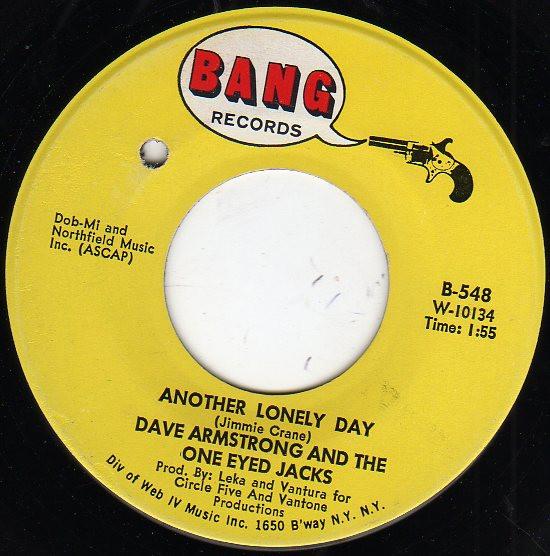 BANG
RECORDS
Dob-Mi and
Northfield Music
Inc. (ASCAP)
B-548
W-10134
Time: 1:55
ANOTHER LONELY DAY
(Jimmie Crane)
DAVE ARMSTRONG AND THE
ONE EYED JACKS
Prod. By: Leka and Vantura for
Circle Five And Vantone
Productions
Div of Web IV Music Inc. 1650 B'way N.Y. N.Y.